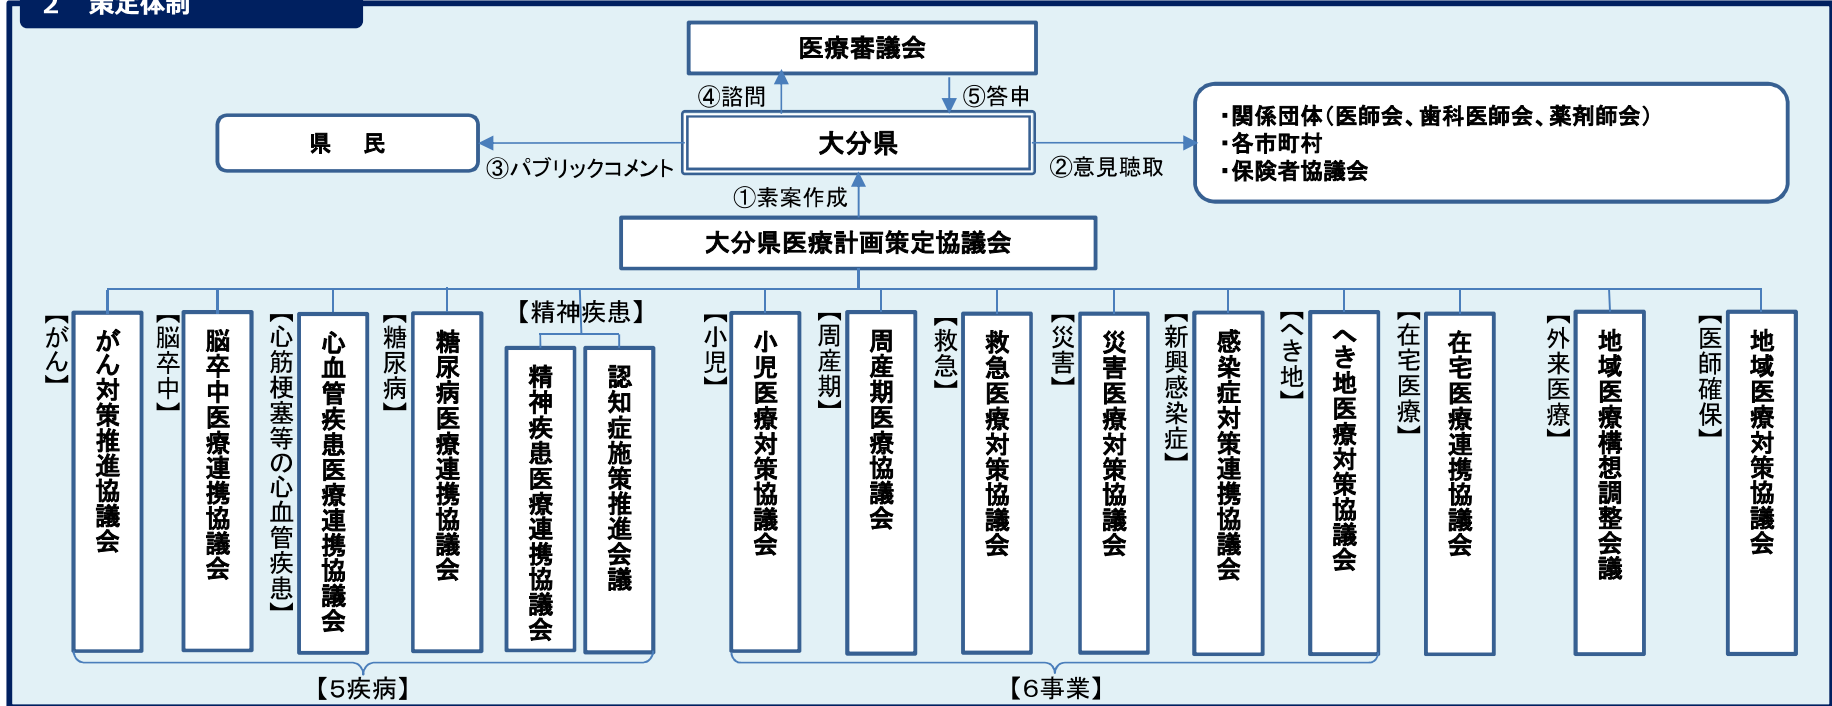 2 策定体制
医療審議会
④諮問
⑤答申
県 民
大分県
・関係団体(医師会、歯科医師会、薬剤師会)
・各市町村
・保険者協議会
③パブリックコメント
②意見聴取
①素案作成
大分県医療計画策定協議会
【がん】
がん対策推進協議会
【脳卒中】
脳卒中医療連携協議会
【心筋梗塞等の心血管疾患】
心血管疾患医療連携協議会
【糖尿病】
糖尿病医療連携協議会
【精神疾患】
精神疾患医療連携協議会
認知症施策推進会議
【小児】
小児医療対策協議会
【周産期】
周産期医療協議会
【救急】
救急医療対策協議会
【災害】
災害医療対策協議会
【新興感染症】
感染症対策連携協議会
【へき地】
へき地医療対策協議会
【在宅医療】
在宅医療連携協議会
【外来医療】
地域医療構想調整会議
【医師確保】
地域医療対策協議会
【5疾病】
【6事業】